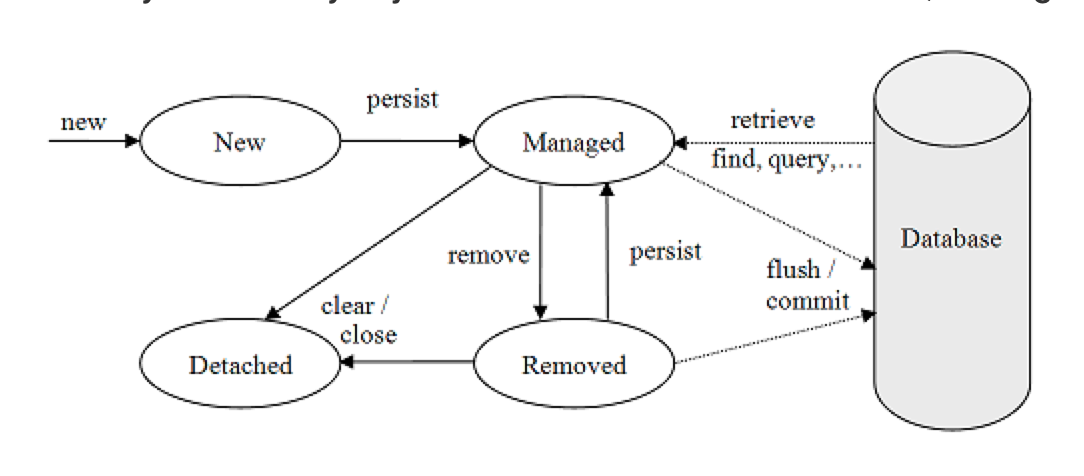 new
New
persist
Managed
retrieve
find, query,...
Database
remove
persist
flush /
commit
clear /
close
Detached
Removed